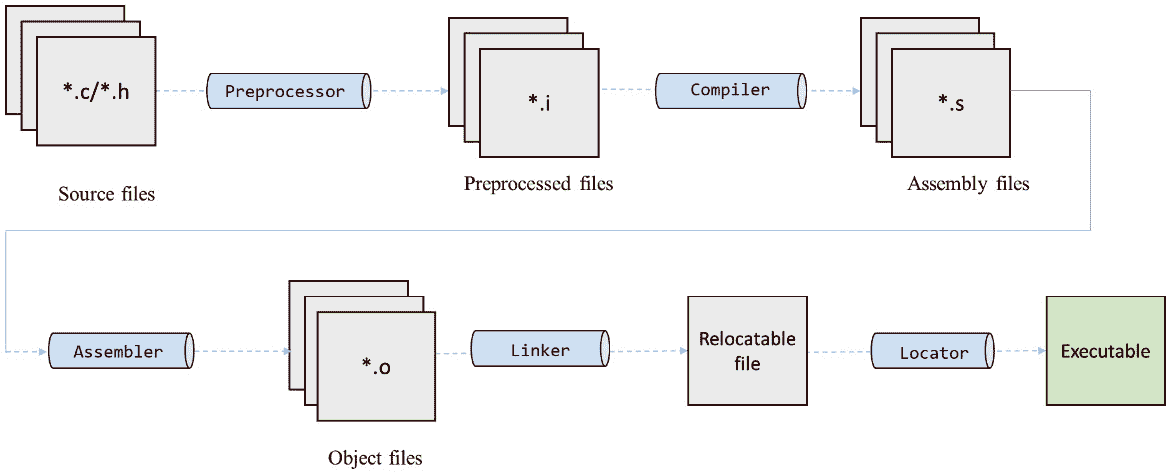 *.c/*.h
Preprocessor
*.i
Compiler
*.s
Source files
Preprocessed files
Assembly files
Assembler
*.o
Linker
Relocatable
file
Locator
Executable
Object files